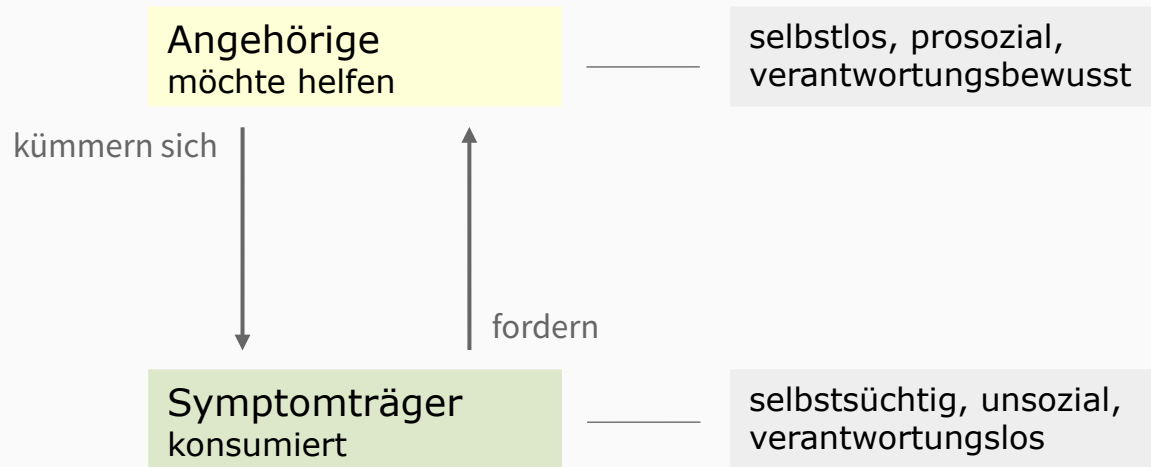 Angehörige
möchte helfen
selbstlos, prosozial,
verantwortungsbewusst
kümmern sich
fordern
Symptomträger
konsumiert
selbstsüchtig, unsozial,
verantwortungslos